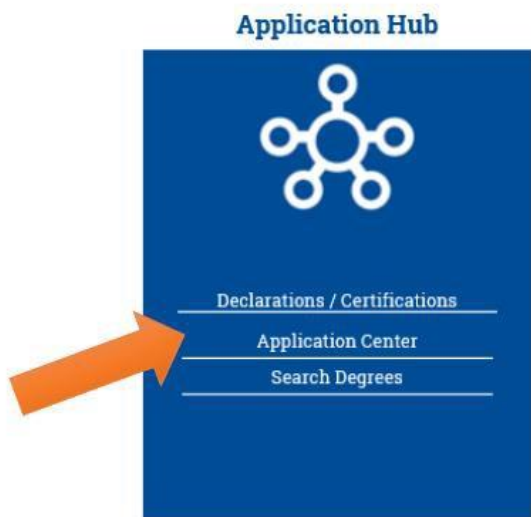 Application Hub
Declarations / Certifications
Application Center
Search Degrees